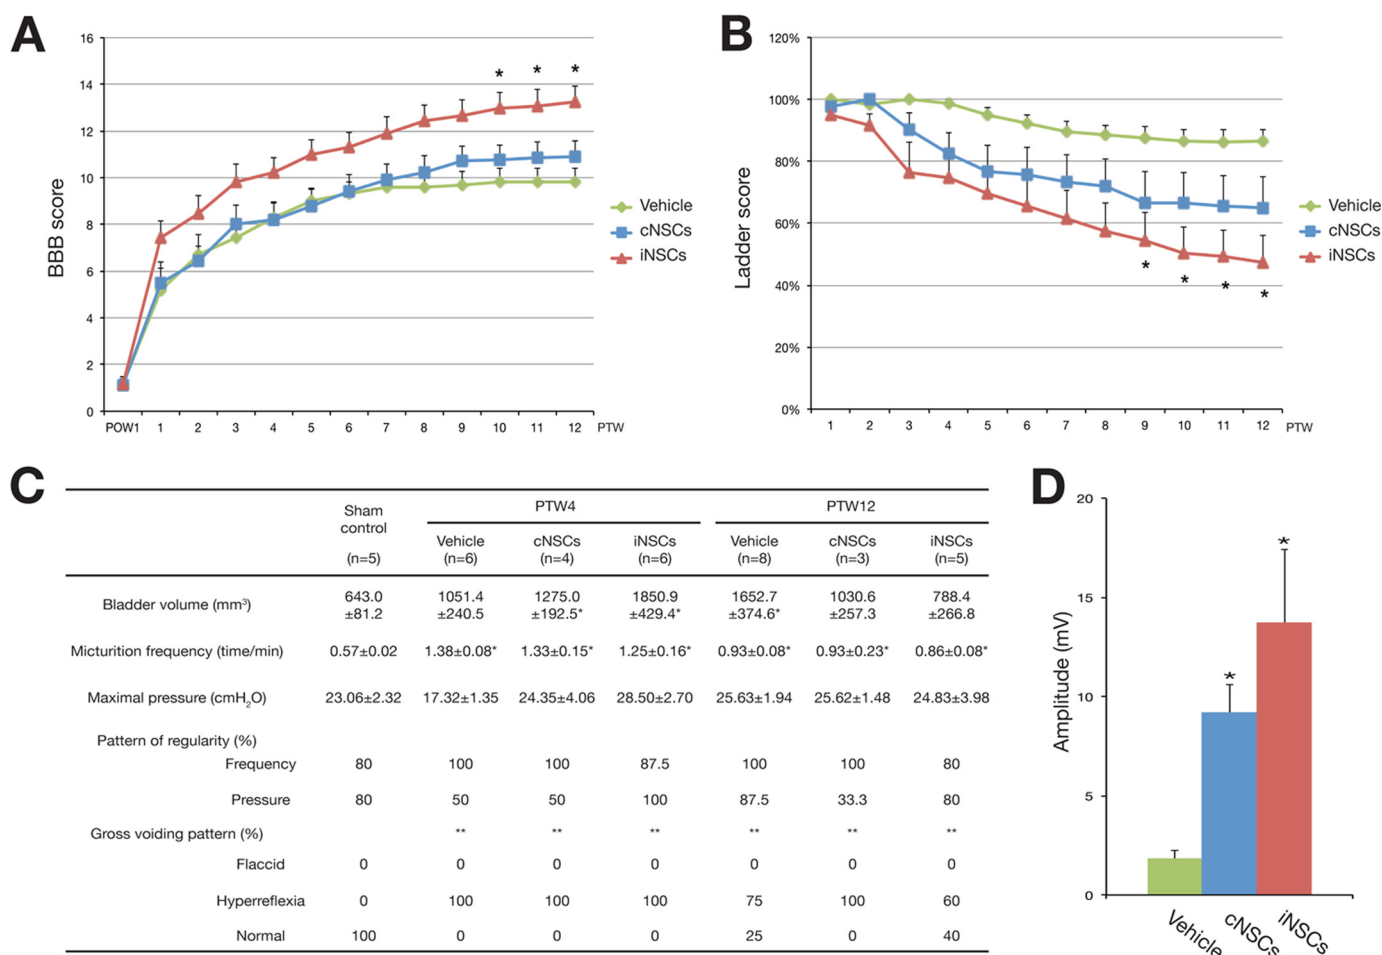 A
16
14
12
10
8
6
4
2
0
BBB score
* * *
POW1 1 2 3 4 5 6 7 8 9 10 11 12 PTW
Vehicle
cNSCs
iNSCs
B
120%
100%
80%
60%
40%
20%
0%
Ladder score
* * * *
1 2 3 4 5 6 7 8 9 10 11 12 PTW
Vehicle
cNSCs
iNSCs
C
Sham control (n=5)
PTW4 PTW12
Vehicle (n=6) cNSCs (n=4) iNSCs (n=6) Vehicle (n=8) cNSCs (n=3) iNSCs (n=5)
Bladder volume (mm³) 643.0 ±81.2 1051.4 ±240.5 1275.0 ±192.5* 1850.9 ±429.4* 1652.7 ±374.6* 1030.6 ±257.3 788.4 ±266.8
Micturition frequency (time/min) 0.57±0.02 1.38±0.08* 1.33±0.15* 1.25±0.16* 0.93±0.08* 0.93±0.23* 0.86±0.08*
Maximal pressure (cmH₂O) 23.06±2.32 17.32±1.35 24.35±4.06 28.50±2.70 25.63±1.94 25.62±1.48 24.83±3.98
Pattern of regularity (%)
Frequency 80 100 100 87.5 100 100 80
Pressure 80 50 50 100 87.5 33.3 80
Gross voiding pattern (%) ** ** ** ** ** **
Flaccid 0 0 0 0 0 0 0
Hyperreflexia 0 100 100 100 75 100 60
Normal 100 0 0 0 25 0 40
D
20
15
10
5
0
Amplitude (mV)
* *
Vehicle
cNSCs
iNSCs